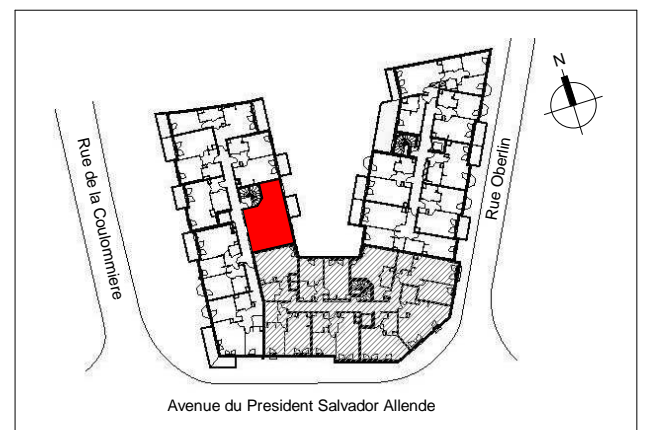 N
Rue de la Coulommiere
Rue Oberlin
Avenue du President Salvador Allende